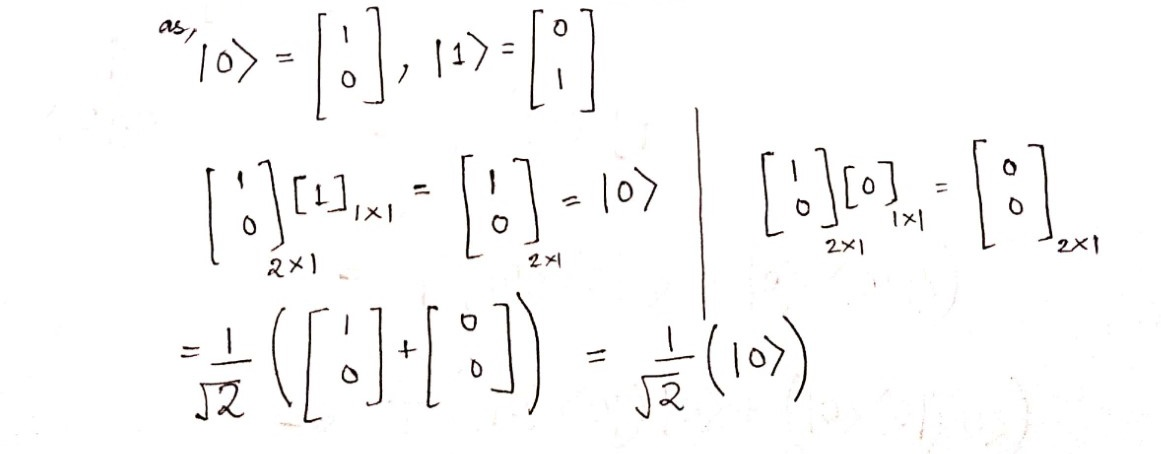 as, |0> = [1 0], |1> = [0 1]
[1 0]2×1 [1]1×1 = [1 0]2×1 = |0> | [1 0]2×1 [0]1×1 = [0 0]2×1
= 1/√2 ([1 0] + [0 0]) = 1/√2 (|0>)